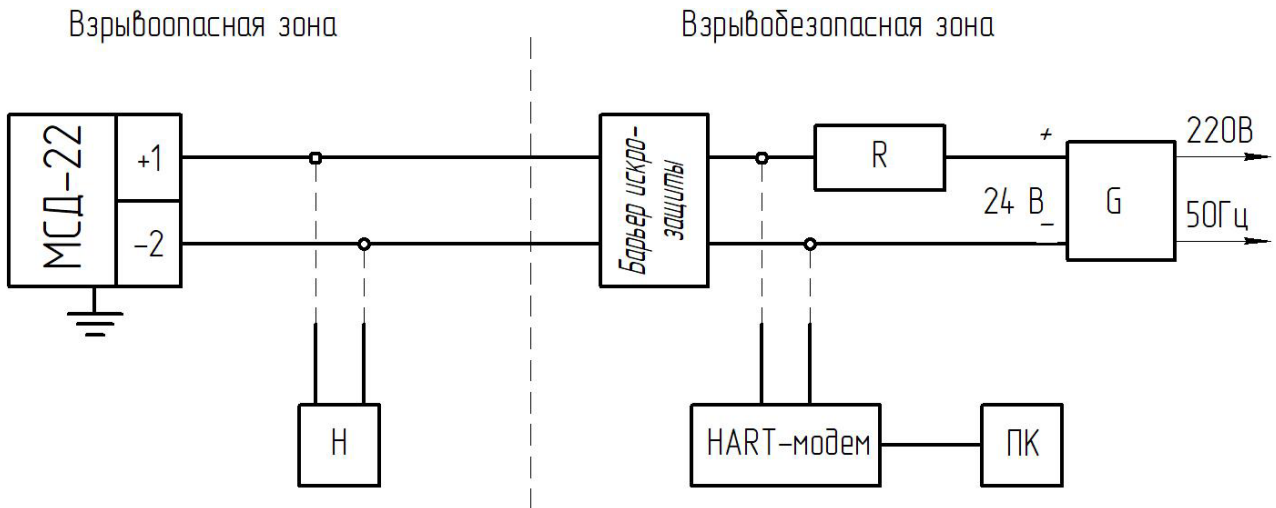 Взрывоопасная зона
Взрывобезопасная зона
МСД-22
+1
-2
Барьер искро-
защиты
R
+
24 В
-
G
220В
50Гц
H
HART-модем
ПК